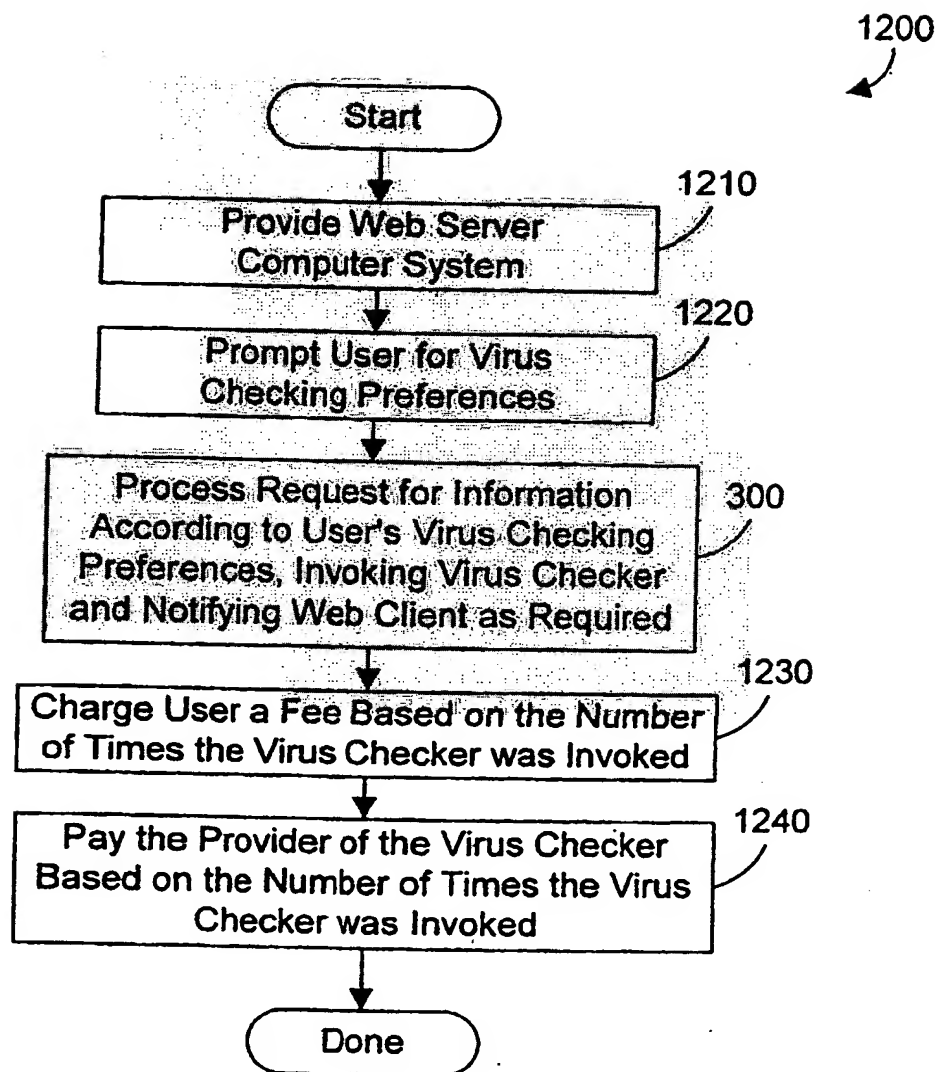 1200
Start
1210
Provide Web Server
Computer System
1220
Prompt User for Virus
Checking Preferences
300
Process Request for Information
According to User's Virus Checking
Preferences, Invoking Virus Checker
and Notifying Web Client as Required
1230
Charge User a Fee Based on the Number
of Times the Virus Checker was Invoked
1240
Pay the Provider of the Virus Checker
Based on the Number of Times the Virus
Checker was Invoked
Done